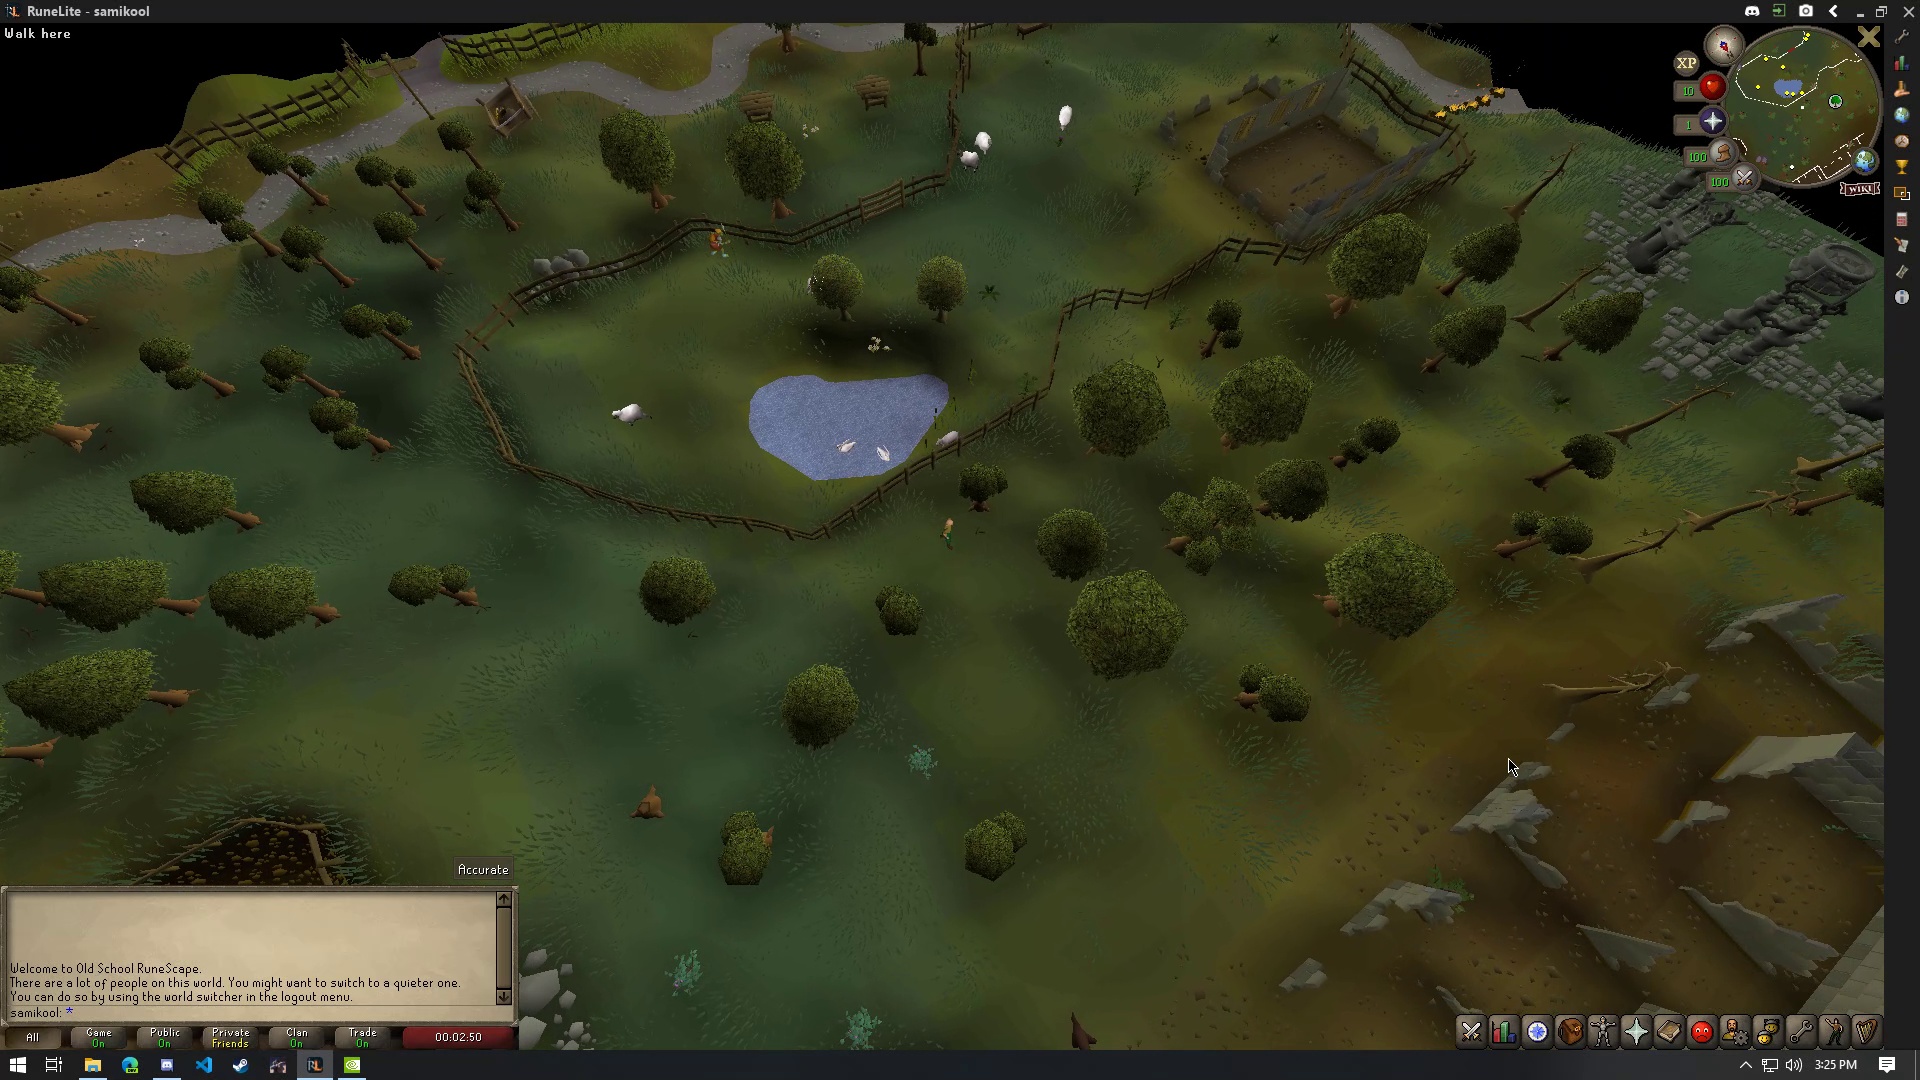 RuneLite - samikool
Walk here
XP
10
1
100
100
WIKI
Accurate
Welcome to Old School RuneScape.
There are a lot of people on this world. You might want to switch to a quieter one.
You can do so by using the world switcher in the logout menu.
samikool: *
All
Game
On
Public
On
Private
Friends
Clan
On
Trade
On
00:02:50
3:25 PM